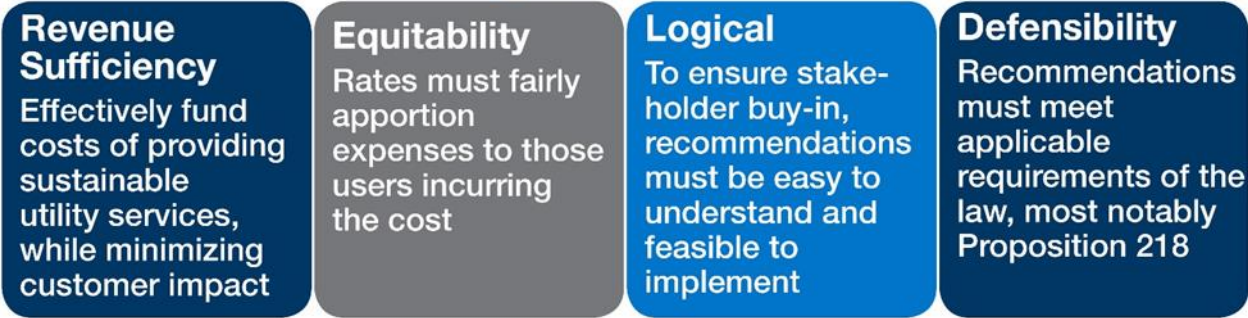 Revenue
Sufficiency
Effectively fund
costs of providing
sustainable
utility services,
while minimizing
customer impact
Equitability
Rates must fairly
apportion
expenses to those
users incurring
the cost
Logical
To ensure stake-
holder buy-in,
recommendations
must be easy to
understand and
feasible to
implement
Defensibility
Recommendations
must meet
applicable
requirements of the
law, most notably
Proposition 218